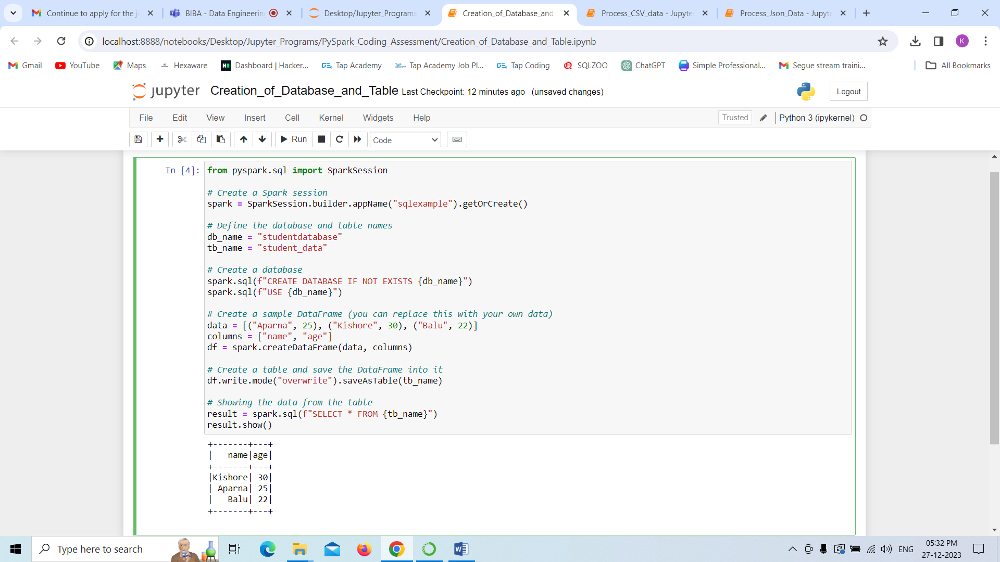 Continue to apply for the j
BIBA - Data Engineerin
Desktop/Jupyter_Programs
Creation_of_Database_and_
Process_CSV_data - Jupyte
Process_Json_Data - Jupyte
localhost:8888/notebooks/Desktop/Jupyter_Programs/PySpark_Coding_Assessment/Creation_of_Database_and_Table.ipynb
K
Gmail YouTube Maps Hexaware Dashboard | Hacker... Tap Academy Tap Academy Job Pl... Tap Coding SQLZOO ChatGPT Simple Professional... Segue stream traini... All Bookmarks
jupyter Creation_of_Database_and_Table Last Checkpoint: 12 minutes ago (unsaved changes) Logout
File Edit View Insert Cell Kernel Widgets Help Trusted Python 3 (ipykernel)
Run Code
In [4]: from pyspark.sql import SparkSession
# Create a Spark session
spark = SparkSession.builder.appName("sqlexample").getOrCreate()
# Define the database and table names
db_name = "studentdatabase"
tb_name = "student_data"
# Create a database
spark.sql(f"CREATE DATABASE IF NOT EXISTS {db_name}")
spark.sql(f"USE {db_name}")
# Create a sample DataFrame (you can replace this with your own data)
data = [("Aparna", 25), ("Kishore", 30), ("Balu", 22)]
columns = ["name", "age"]
df = spark.createDataFrame(data, columns)
# Create a table and save the DataFrame into it
df.write.mode("overwrite").saveAsTable(tb_name)
# Showing the data from the table
result = spark.sql(f"SELECT * FROM {tb_name}")
result.show()
+-------+---+
|   name|age|
+-------+---+
|Kishore| 30|
| Aparna| 25|
|   Balu| 22|
+-------+---+
Type here to search
ENG
05:32 PM
27-12-2023